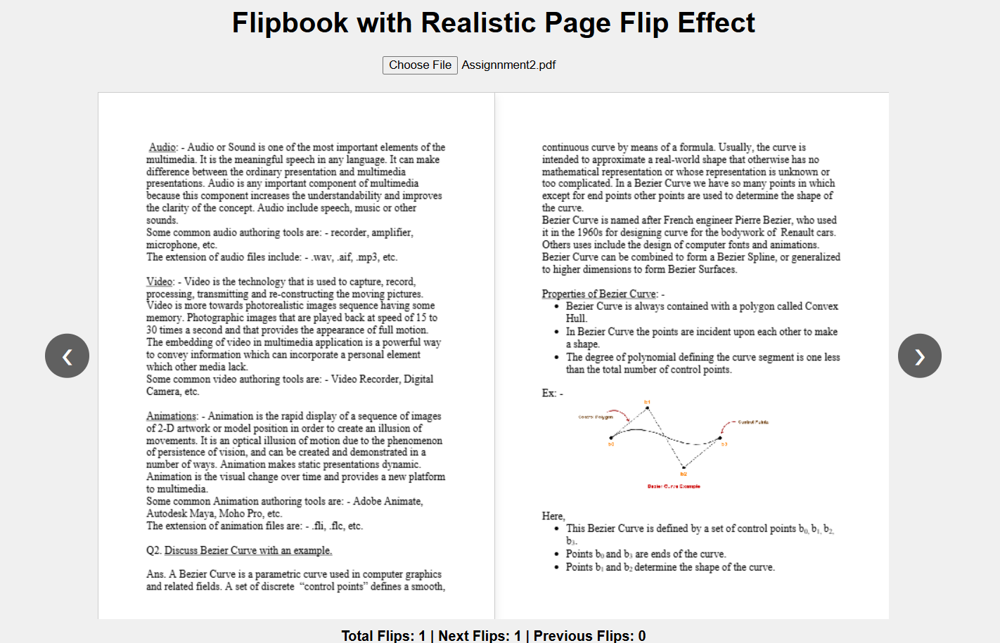 Flipbook with Realistic Page Flip Effect
Choose File Assignnment2.pdf
Audio: - Audio or Sound is one of the most important elements of the
multimedia. It is the meaningful speech in any language. It can make
difference between the ordinary presentation and multimedia
presentations. Audio is any important component of multimedia
because this component increases the understandability and improves
the clarity of the concept. Audio include speech, music or other
sounds.
Some common audio authoring tools are: - recorder, amplifier,
microphone, etc.
The extension of audio files include: - .wav, .aif, .mp3, etc.
Video: - Video is the technology that is used to capture, record,
processing, transmitting and re-constructing the moving pictures.
Video is more towards photorealistic images sequence having some
memory. Photographic images that are played back at speed of 15 to
30 times a second and that provides the appearance of full motion.
The embedding of video in multimedia application is a powerful way
to convey information which can incorporate a personal element
which other media lack.
Some common video authoring tools are: - Video Recorder, Digital
Camera, etc.
Animations: - Animation is the rapid display of a sequence of images
of 2-D artwork or model position in order to create an illusion of
movements. It is an optical illusion of motion due to the phenomenon
of persistence of vision, and can be created and demonstrated in a
number of ways. Animation makes static presentations dynamic.
Animation is the visual change over time and provides a new platform
to multimedia.
Some common Animation authoring tools are: - Adobe Animate,
Autodesk Maya, Moho Pro, etc.
The extension of animation files are: - .fli, .flc, etc.
Q2. Discuss Bezier Curve with an example.
Ans. A Bezier Curve is a parametric curve used in computer graphics
and related fields. A set of discrete “control points” defines a smooth,
continuous curve by means of a formula. Usually, the curve is
intended to approximate a real-world shape that otherwise has no
mathematical representation or whose representation is unknown or
too complicated. In a Bezier Curve we have so many points in which
except for end points other points are used to determine the shape of
the curve.
Bezier Curve is named after French engineer Pierre Bezier, who used
it in the 1960s for designing curve for the bodywork of Renault cars.
Others uses include the design of computer fonts and animations.
Bezier Curve can be combined to form a Bezier Spline, or generalized
to higher dimensions to form Bezier Surfaces.
Properties of Bezier Curve: -
• Bezier Curve is always contained with a polygon called Convex
Hull.
• In Bezier Curve the points are incident upon each other to make
a shape.
• The degree of polynomial defining the curve segment is one less
than the total number of control points.
Ex: -
b1
Control Polygon
Control Points
b0
b3
b2
Bezier Curve Example
Here,
• This Bezier Curve is defined by a set of control points b₀, b₁, b₂,
b₃.
• Points b₀ and b₃ are ends of the curve.
• Points b₁ and b₂ determine the shape of the curve.
Total Flips: 1 | Next Flips: 1 | Previous Flips: 0